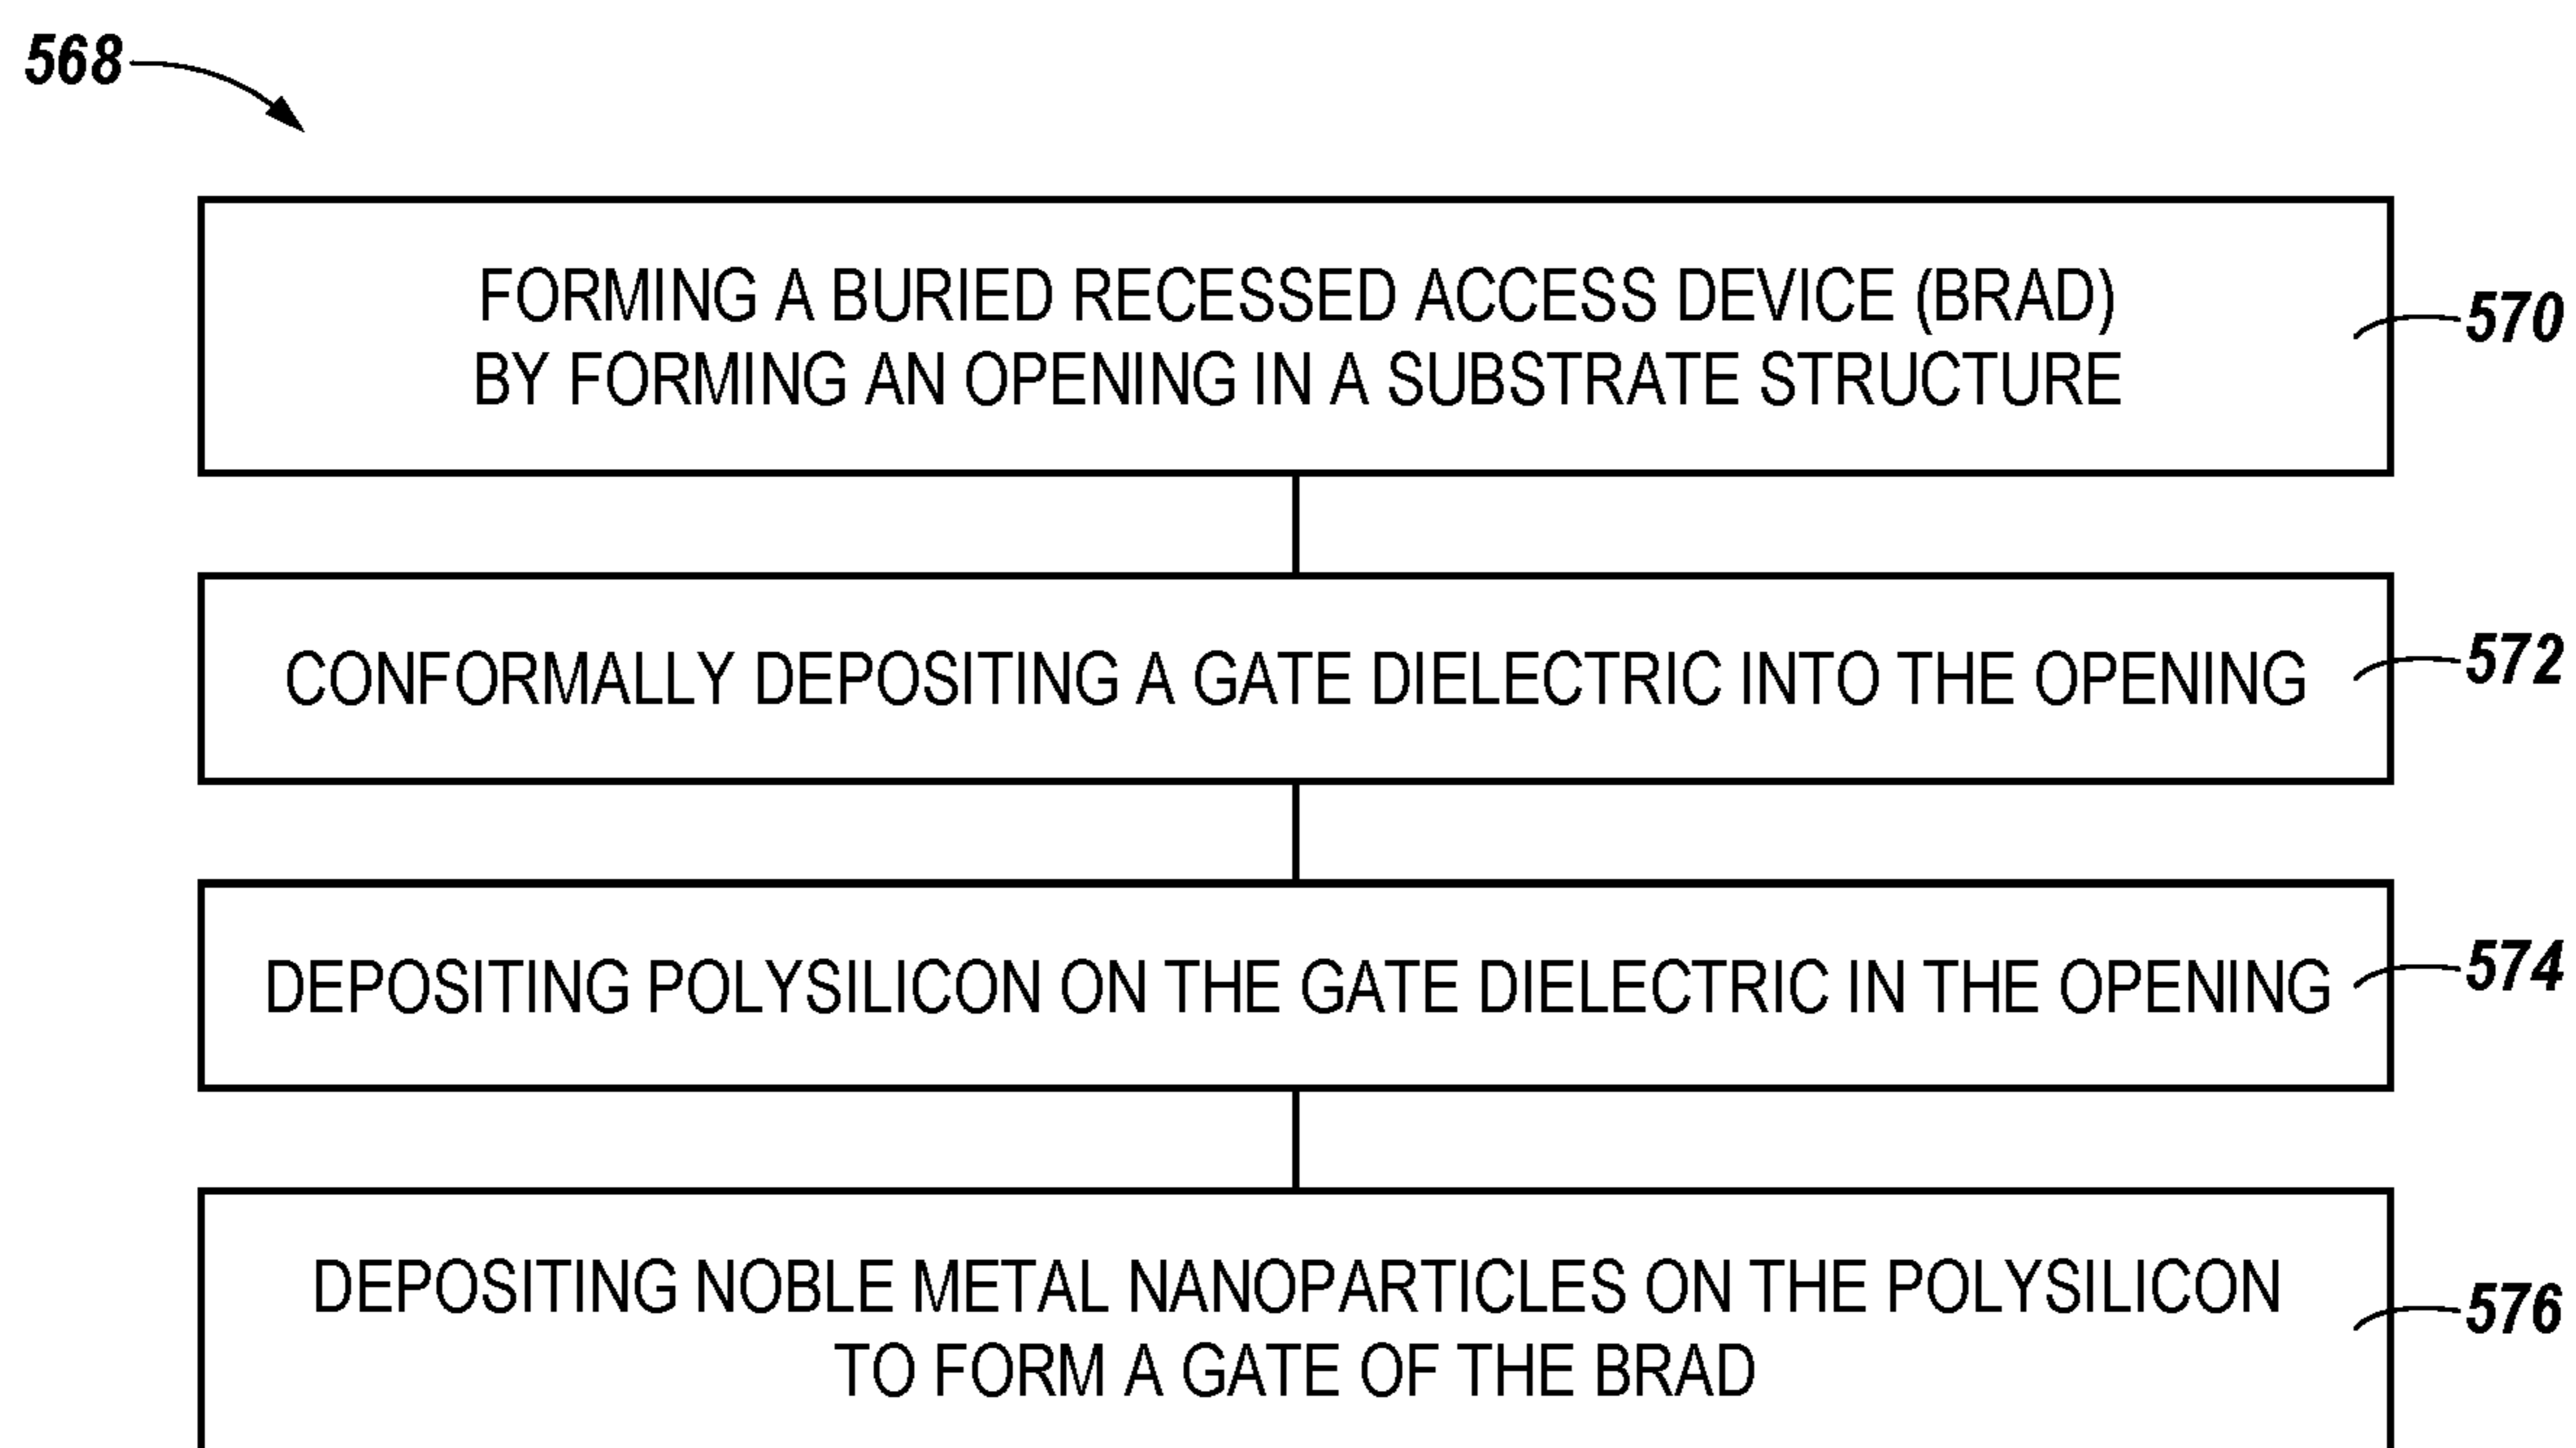 568
FORMING A BURIED RECESSED ACCESS DEVICE (BRAD)
BY FORMING AN OPENING IN A SUBSTRATE STRUCTURE
570
CONFORMALLY DEPOSITING A GATE DIELECTRIC INTO THE OPENING
572
DEPOSITING POLYSILICON ON THE GATE DIELECTRIC IN THE OPENING
574
DEPOSITING NOBLE METAL NANOPARTICLES ON THE POLYSILICON
TO FORM A GATE OF THE BRAD
576